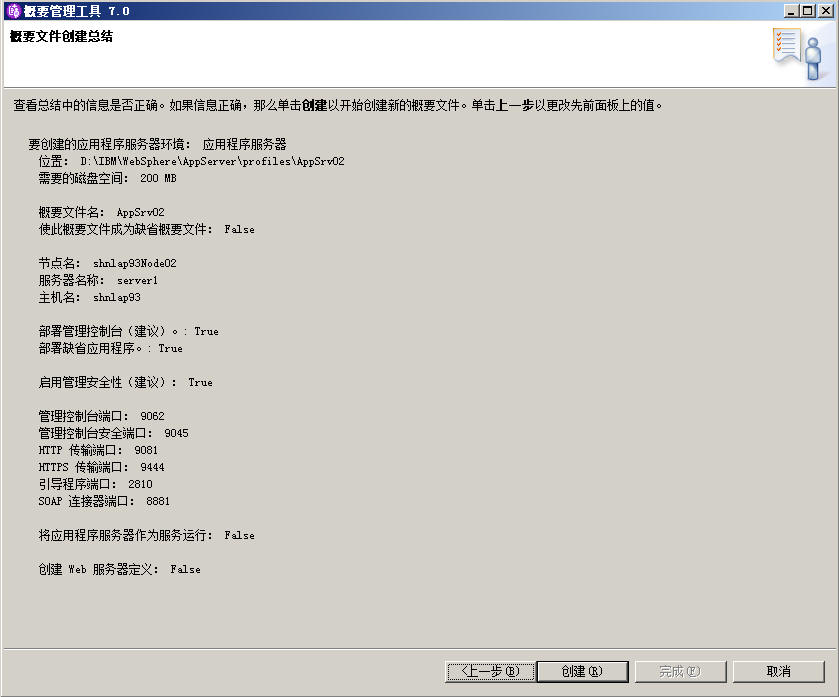 概要管理工具 7.0
概要文件创建总结
查看总结中的信息是否正确。如果信息正确，那么单击创建以开始创建新的概要文件。单击上一步以更改先前面板上的值。
要创建的应用程序服务器环境： 应用程序服务器
位置： D:\IBM\WebSphere\AppServer\profiles\AppSrv02
需要的磁盘空间： 200 MB
概要文件名： AppSrv02
使此概要文件成为缺省概要文件： False
节点名： shnlap93Node02
服务器名称： server1
主机名： shnlap93
部署管理控制台（建议）。: True
部署缺省应用程序。: True
启用管理安全性（建议）： True
管理控制台端口： 9062
管理控制台安全端口： 9045
HTTP 传输端口： 9081
HTTPS 传输端口： 9444
引导程序端口： 2810
SOAP 连接器端口： 8881
将应用程序服务器作为服务运行： False
创建 Web 服务器定义： False
<上一步(B) 创建(R) 完成(F) 取消